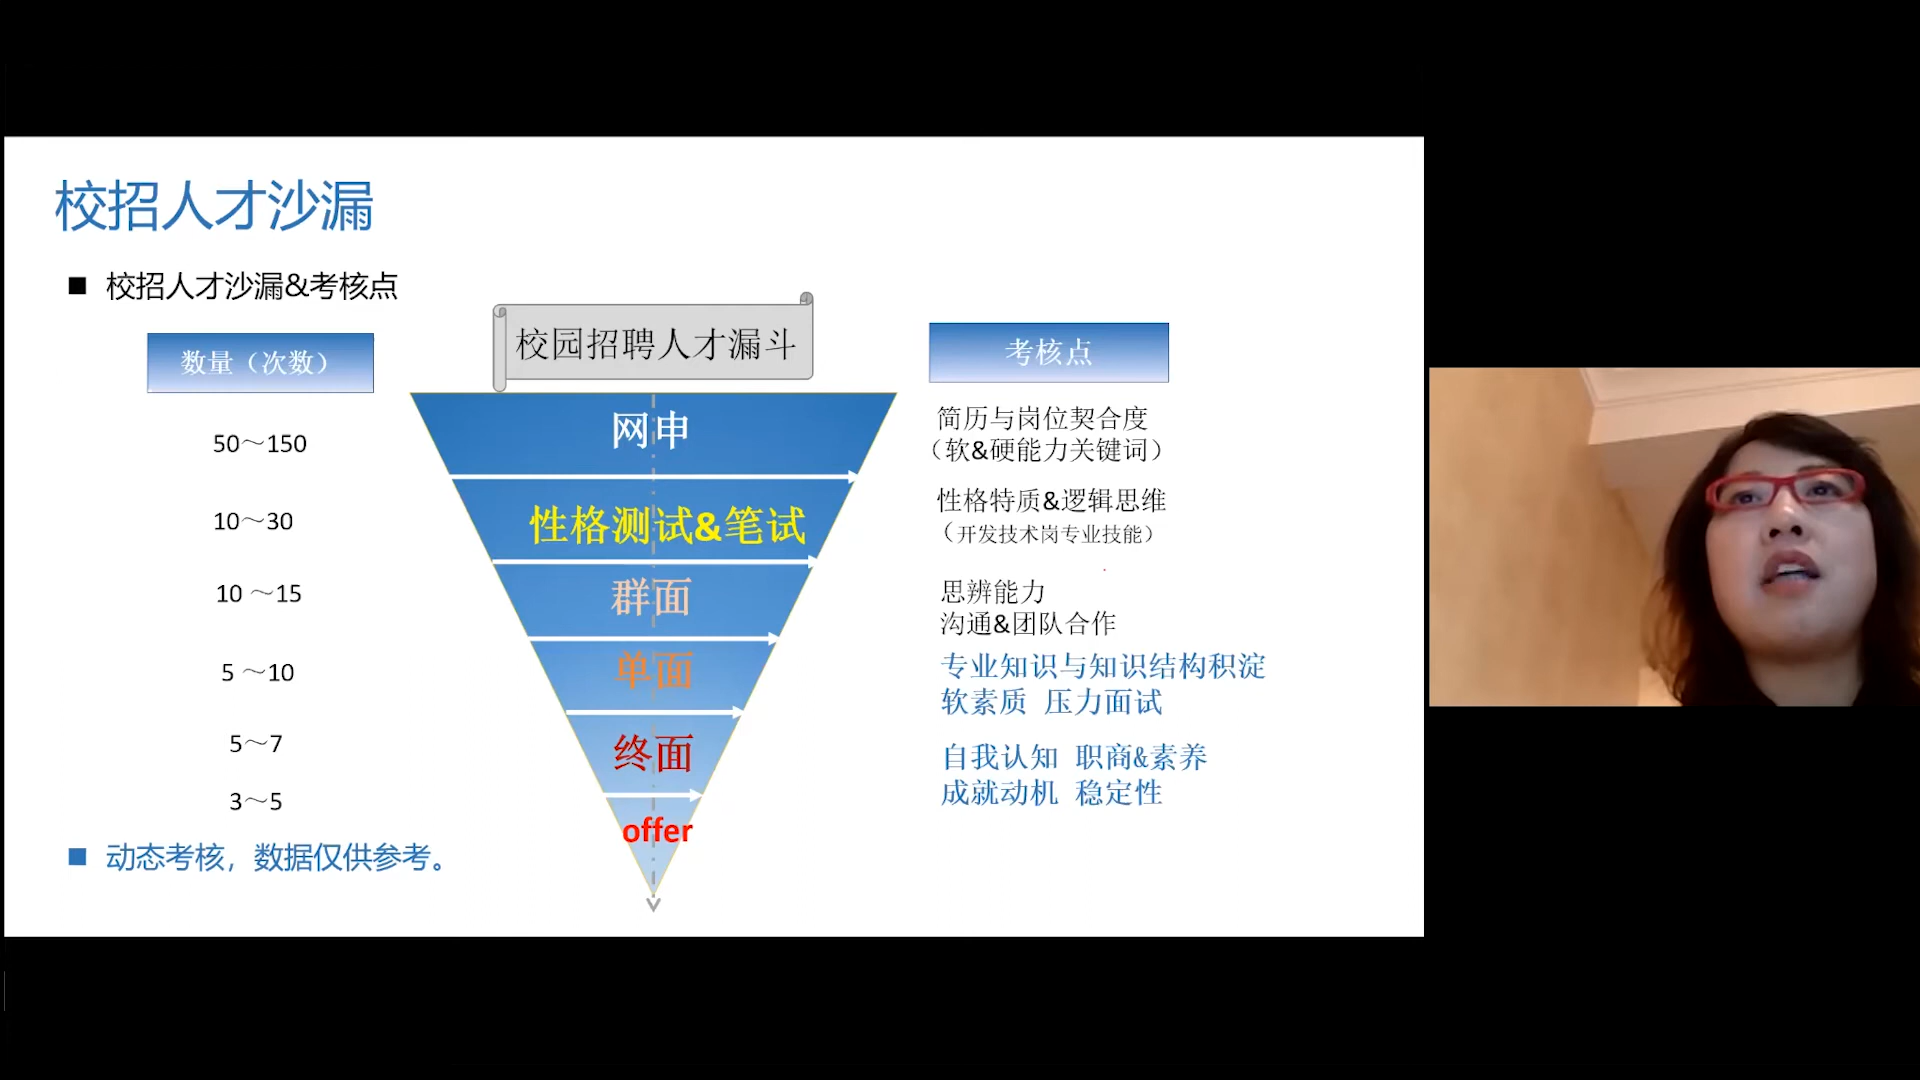 校招人才沙漏
■ 校招人才沙漏&考核点
数量（次数）
校园招聘人才漏斗
考核点
50～150
网申
简历与岗位契合度
（软&硬能力关键词）
10～30
性格测试&笔试
性格特质&逻辑思维
（开发技术岗专业技能）
10 ～15
群面
思辨能力
沟通&团队合作
5 ～10
单面
专业知识与知识结构积淀
软素质 压力面试
5～7
终面
自我认知 职商&素养
成就动机 稳定性
3～5
offer
■ 动态考核，数据仅供参考。